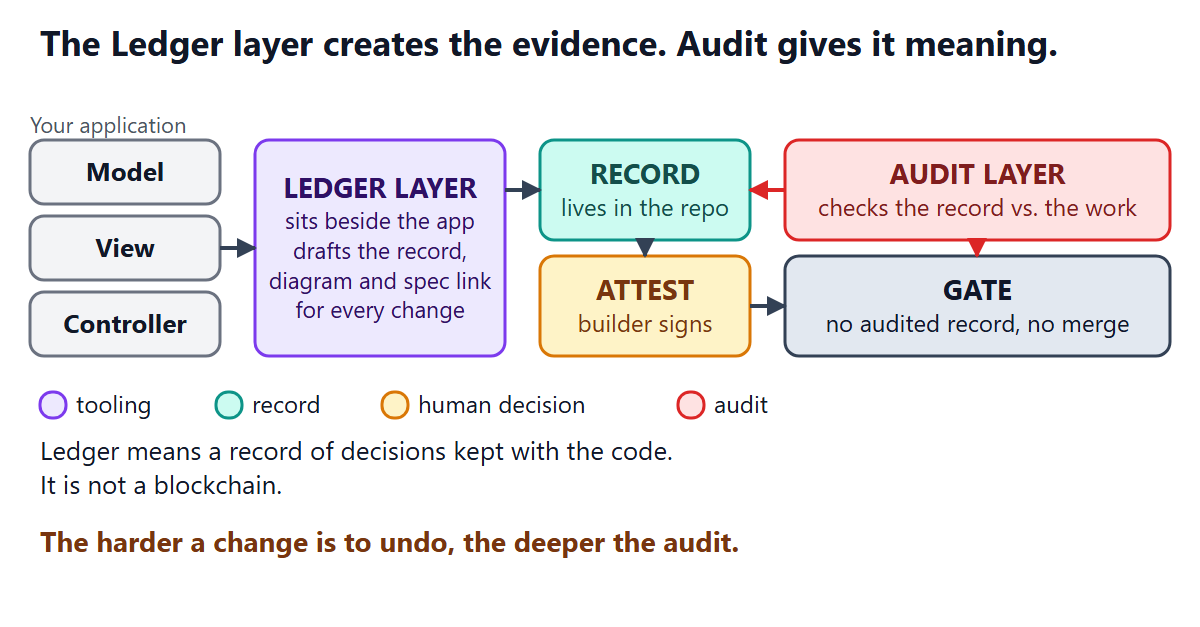 The Ledger layer creates the evidence. Audit gives it meaning.
Your application
Model
View
Controller
LEDGER LAYER
sits beside the app
drafts the record,
diagram and spec link
for every change
RECORD
lives in the repo
ATTEST
builder signs
AUDIT LAYER
checks the record vs. the work
GATE
no audited record, no merge
tooling
record
human decision
audit
Ledger means a record of decisions kept with the code.
It is not a blockchain.
The harder a change is to undo, the deeper the audit.